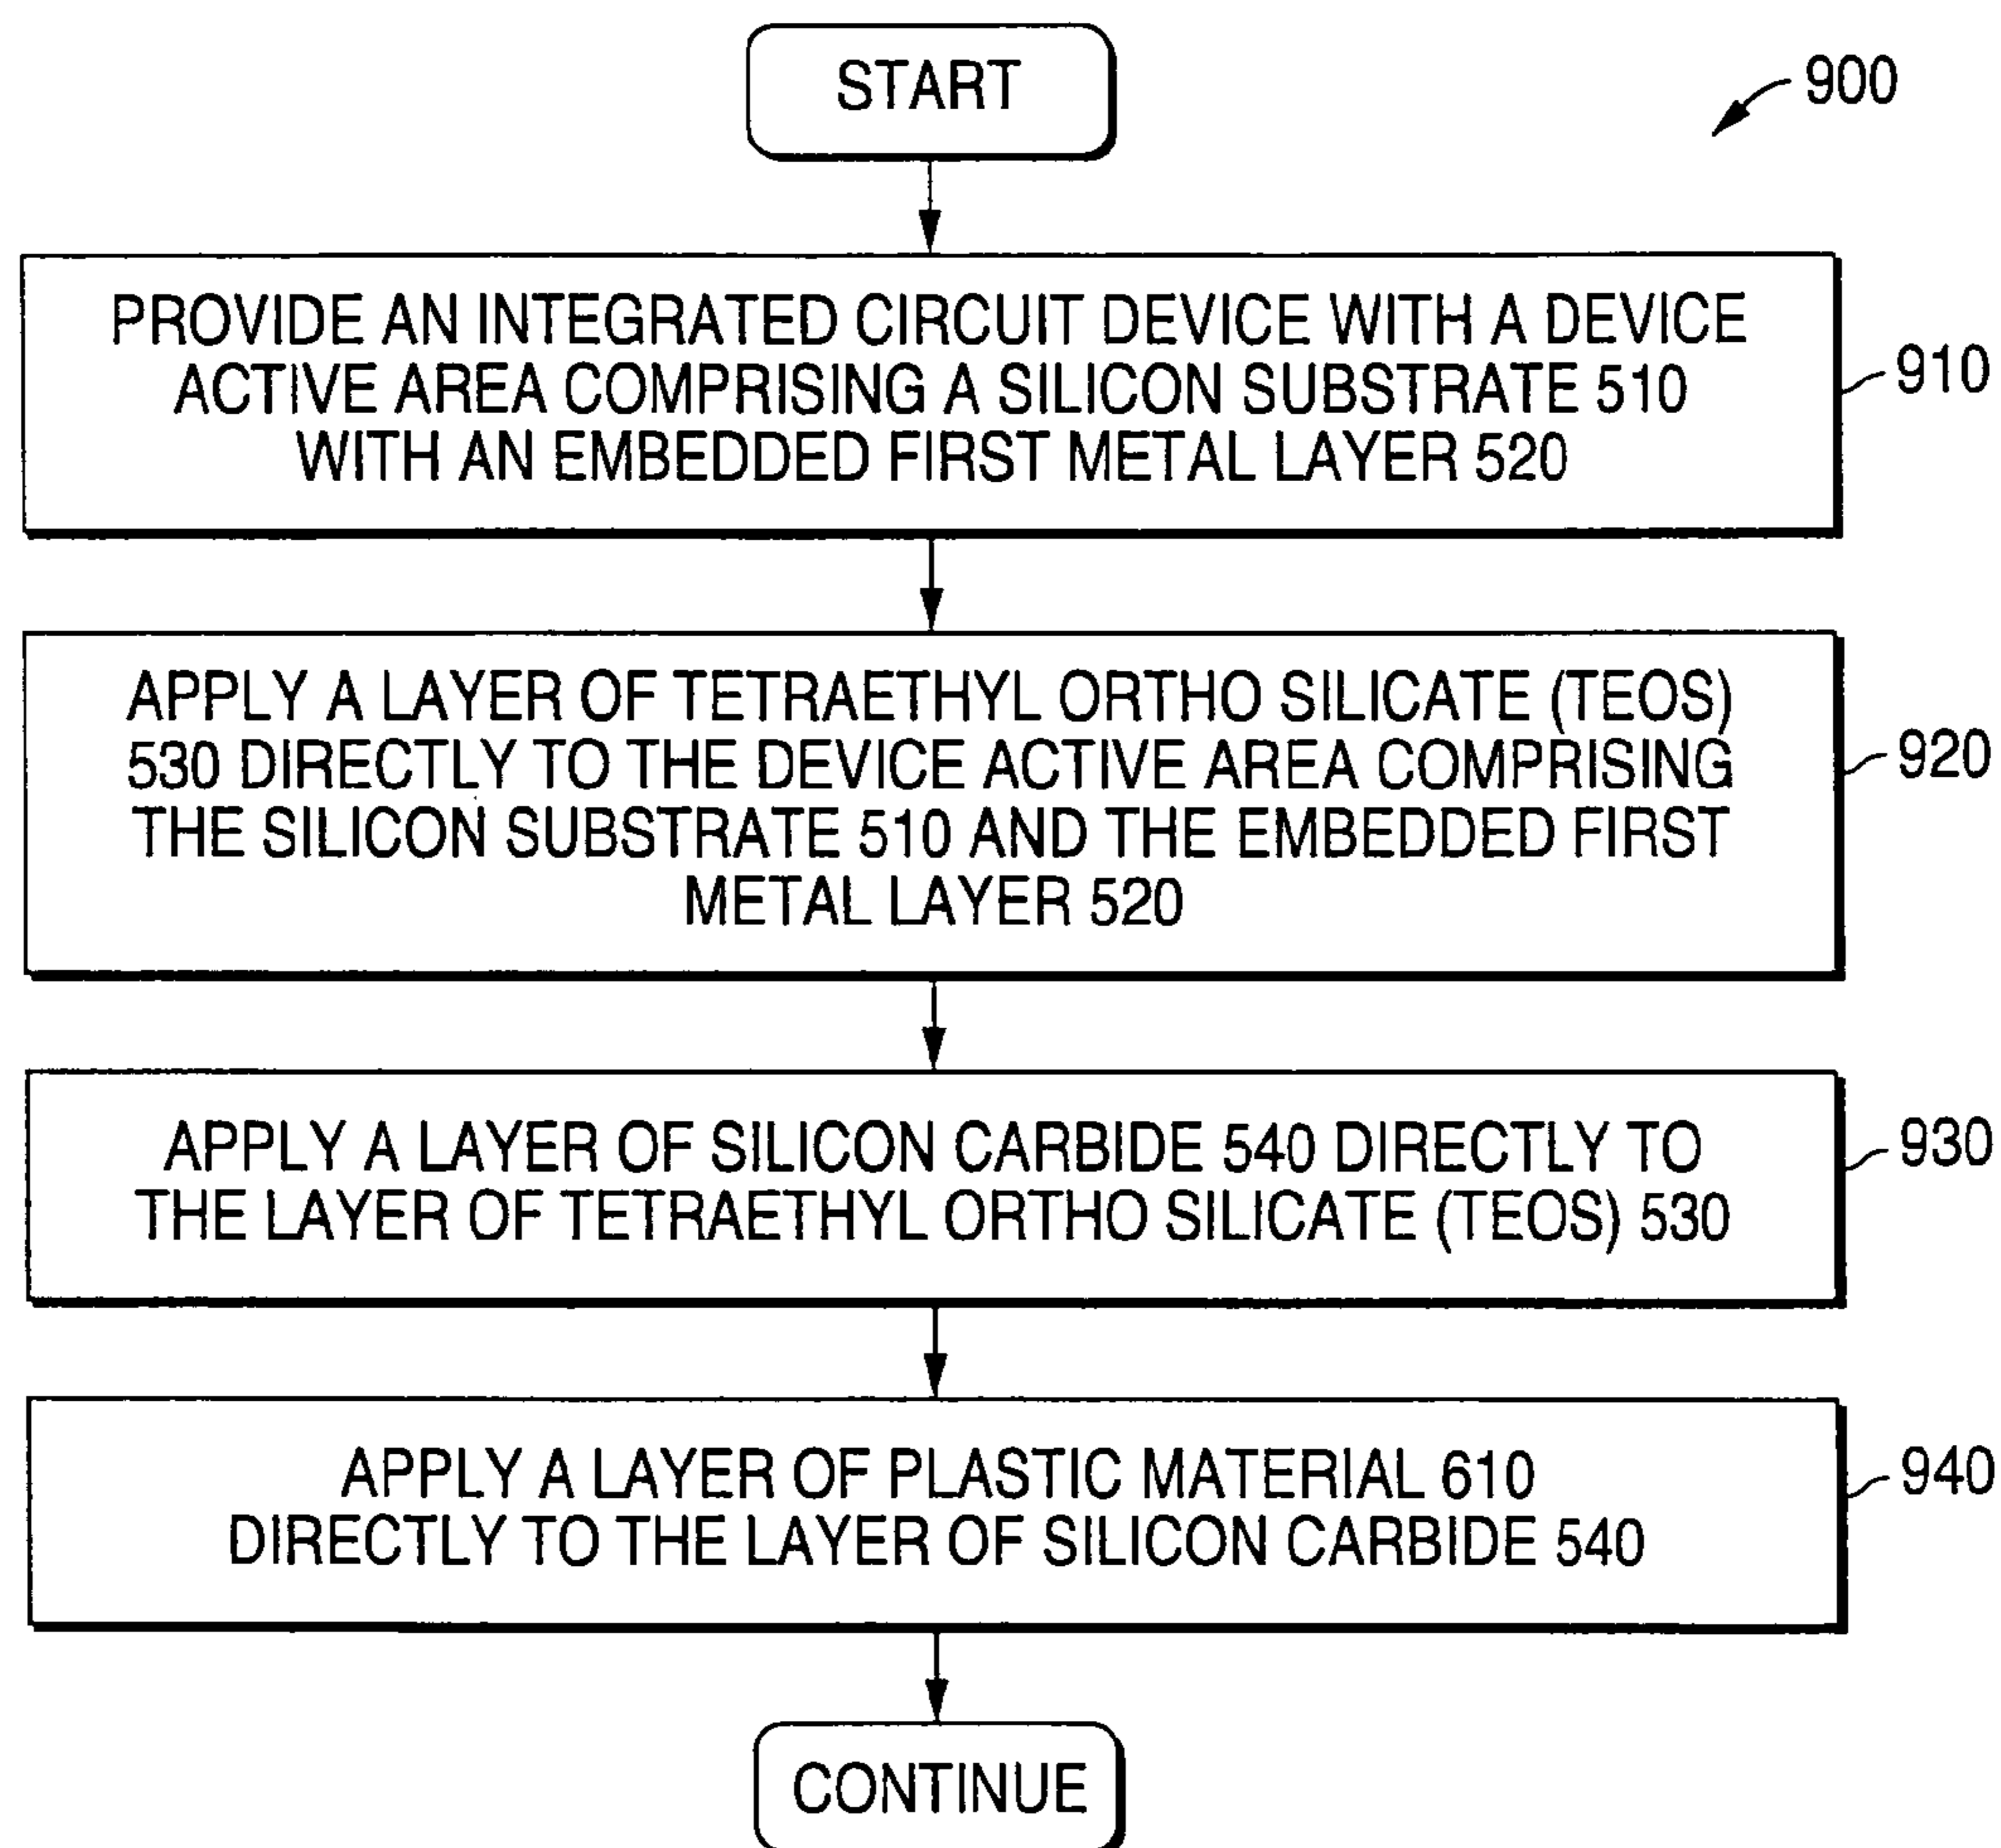 START
900
PROVIDE AN INTEGRATED CIRCUIT DEVICE WITH A DEVICE
ACTIVE AREA COMPRISING A SILICON SUBSTRATE 510
WITH AN EMBEDDED FIRST METAL LAYER 520
910
APPLY A LAYER OF TETRAETHYL ORTHO SILICATE (TEOS)
530 DIRECTLY TO THE DEVICE ACTIVE AREA COMPRISING
THE SILICON SUBSTRATE 510 AND THE EMBEDDED FIRST
METAL LAYER 520
920
APPLY A LAYER OF SILICON CARBIDE 540 DIRECTLY TO
THE LAYER OF TETRAETHYL ORTHO SILICATE (TEOS) 530
930
APPLY A LAYER OF PLASTIC MATERIAL 610
DIRECTLY TO THE LAYER OF SILICON CARBIDE 540
940
CONTINUE